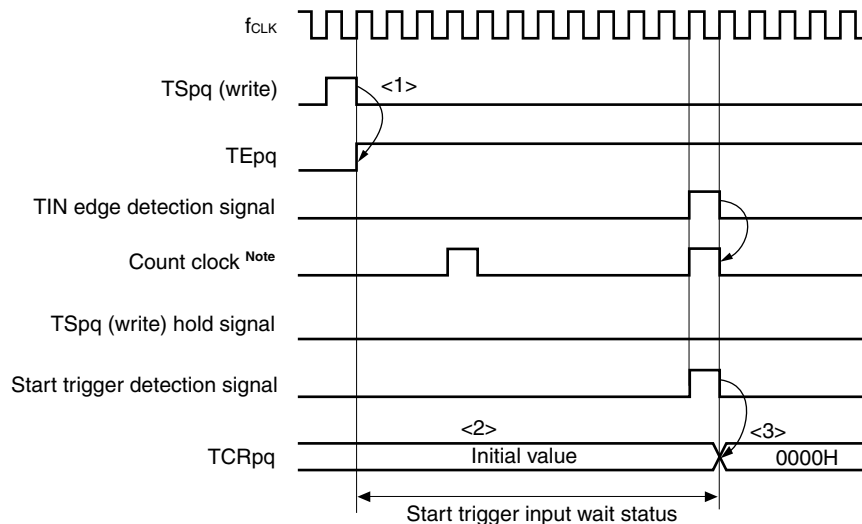 fCLK
TSpq (write)
<1>
TEpq
TIN edge detection signal
Count clock Note
TSpq (write) hold signal
Start trigger detection signal
<2>
<3>
TCRpq
Initial value
0000H
Start trigger input wait status